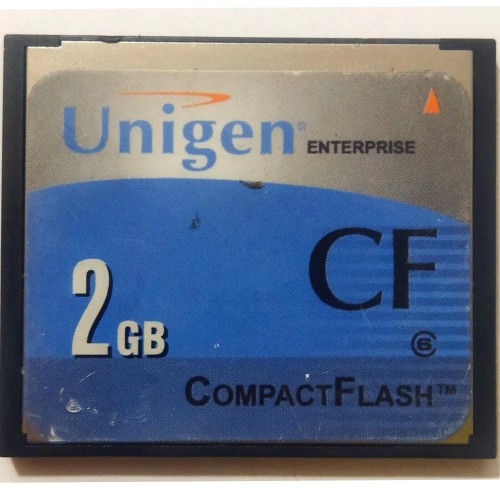 Unigen® ENTERPRISE
CF
2GB
6
COMPACTFLASH™